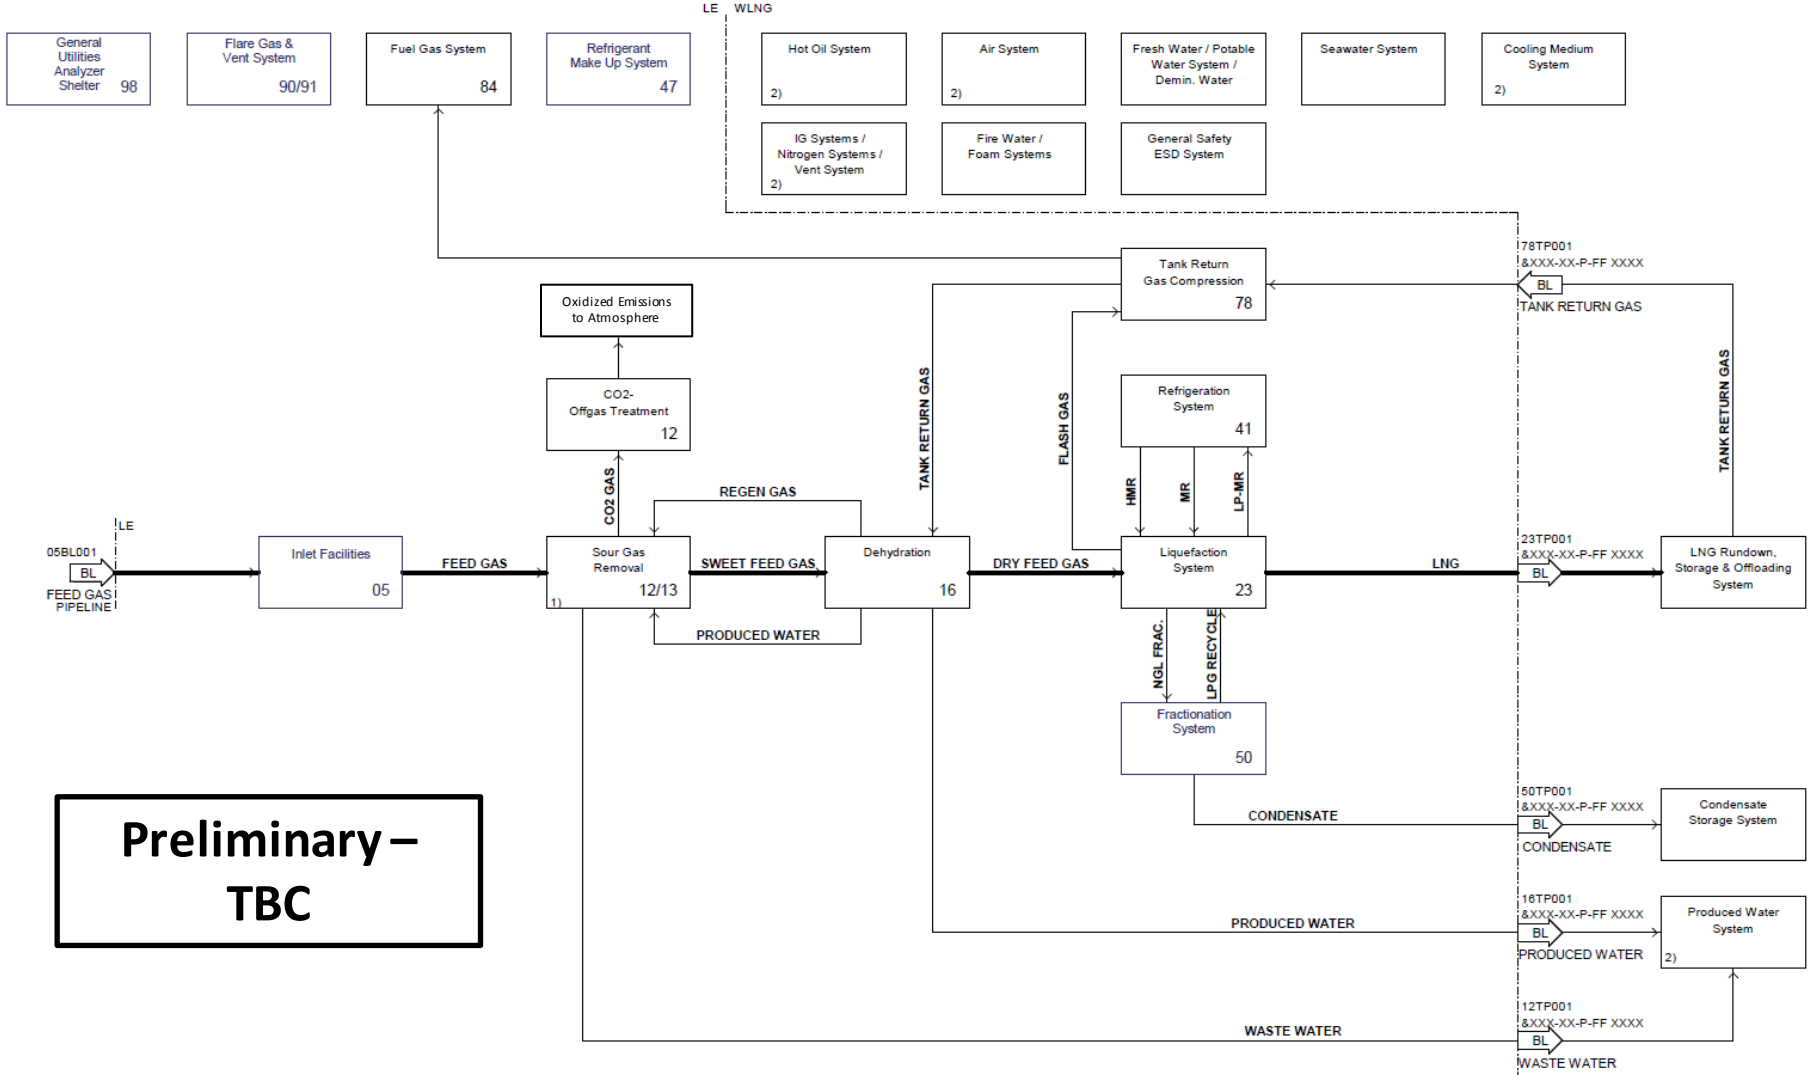 LE
WLNG
General
Utilities
Analyzer
Shelter 98
Flare Gas &
Vent System
90/91
Fuel Gas System
84
Refrigerant
Make Up System
47
Hot Oil System
2)
Air System
2)
Fresh Water / Potable
Water System /
Demin. Water
Seawater System
Cooling Medium
System
2)
IG Systems /
Nitrogen Systems /
Vent System
2)
Fire Water /
Foam Systems
General Safety
ESD System
78TP001
&XXX-XX-P-FF XXXX
BL
TANK RETURN GAS
Tank Return
Gas Compression
78
Oxidized Emissions
to Atmosphere
CO2-
Offgas Treatment
12
CO2 GAS
TANK RETURN GAS
FLASH GAS
Refrigeration
System
41
HMR
MR
LP-MR
TANK RETURN GAS
REGEN GAS
LE
05BL001
BL
FEED GAS
PIPELINE
Inlet Facilities
05
FEED GAS
Sour Gas
Removal
12/13
1)
SWEET FEED GAS
Dehydration
16
DRY FEED GAS
Liquefaction
System
23
LNG
23TP001
&XXX-XX-P-FF XXXX
BL
LNG Rundown,
Storage & Offloading
System
PRODUCED WATER
NGL FRAC.
LPG RECYCLE
Fractionation
System
50
CONDENSATE
50TP001
&XXX-XX-P-FF XXXX
BL
CONDENSATE
Condensate
Storage System
Preliminary –
TBC
PRODUCED WATER
16TP001
&XXX-XX-P-FF XXXX
BL
PRODUCED WATER
Produced Water
System
2)
WASTE WATER
12TP001
&XXX-XX-P-FF XXXX
BL
WASTE WATER